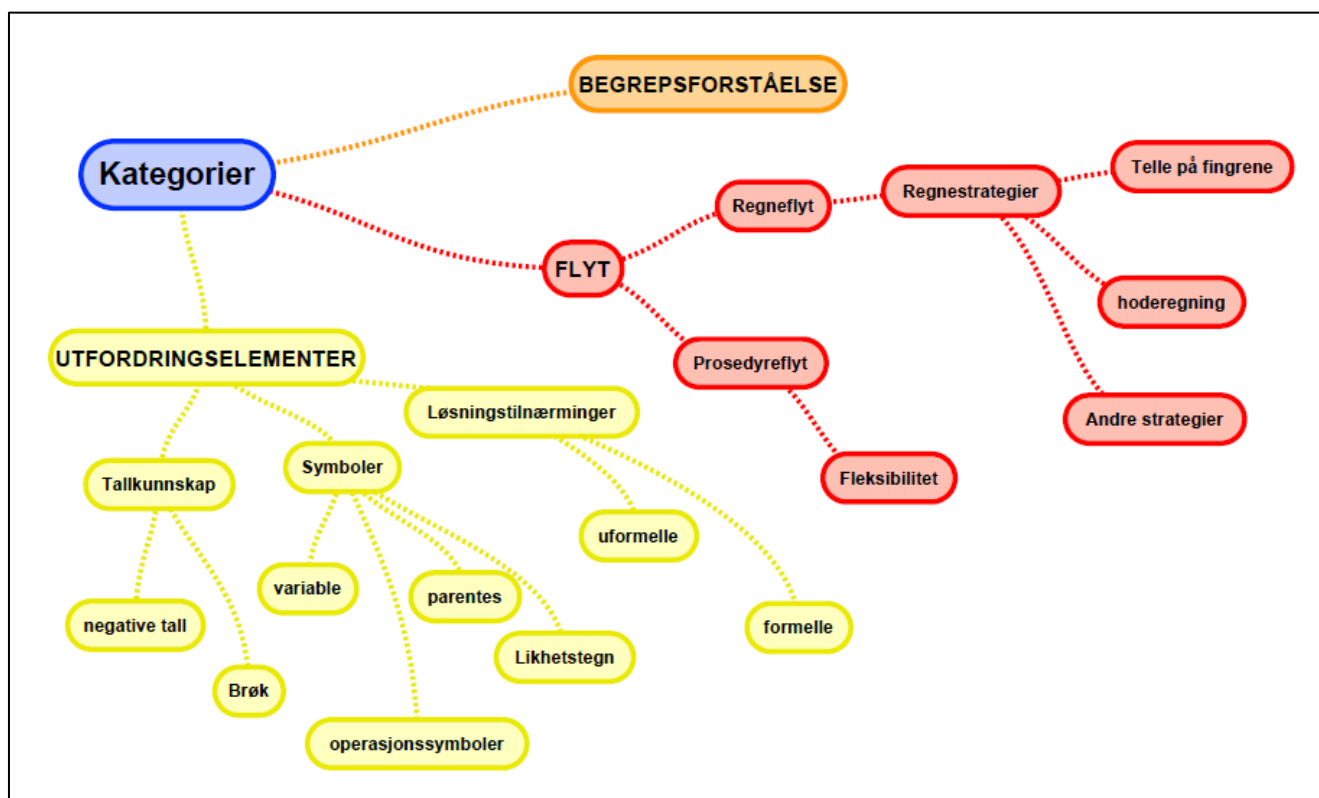 BEGREPSFORSTÅELSE
Kategorier
Telle på fingrene
Regnestrategier
Regneflyt
FLYT
hoderegning
UTFORDRINGSELEMENTER
Prosedyreflyt
Løsningstilnærminger
Andre strategier
Symboler
Tallkunnskap
Fleksibilitet
uformelle
variable
parentes
negative tall
formelle
Likhetstegn
Brøk
operasjonssymboler